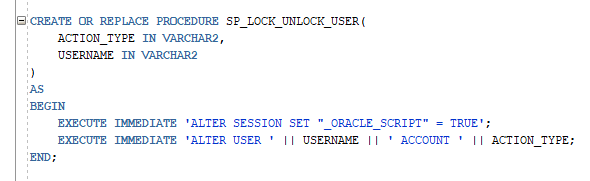 CREATE OR REPLACE PROCEDURE SP_LOCK_UNLOCK_USER(
    ACTION_TYPE IN VARCHAR2,
    USERNAME IN VARCHAR2
)
AS
BEGIN
    EXECUTE IMMEDIATE 'ALTER SESSION SET "_ORACLE_SCRIPT" = TRUE';
    EXECUTE IMMEDIATE 'ALTER USER ' || USERNAME || ' ACCOUNT ' || ACTION_TYPE;
END;